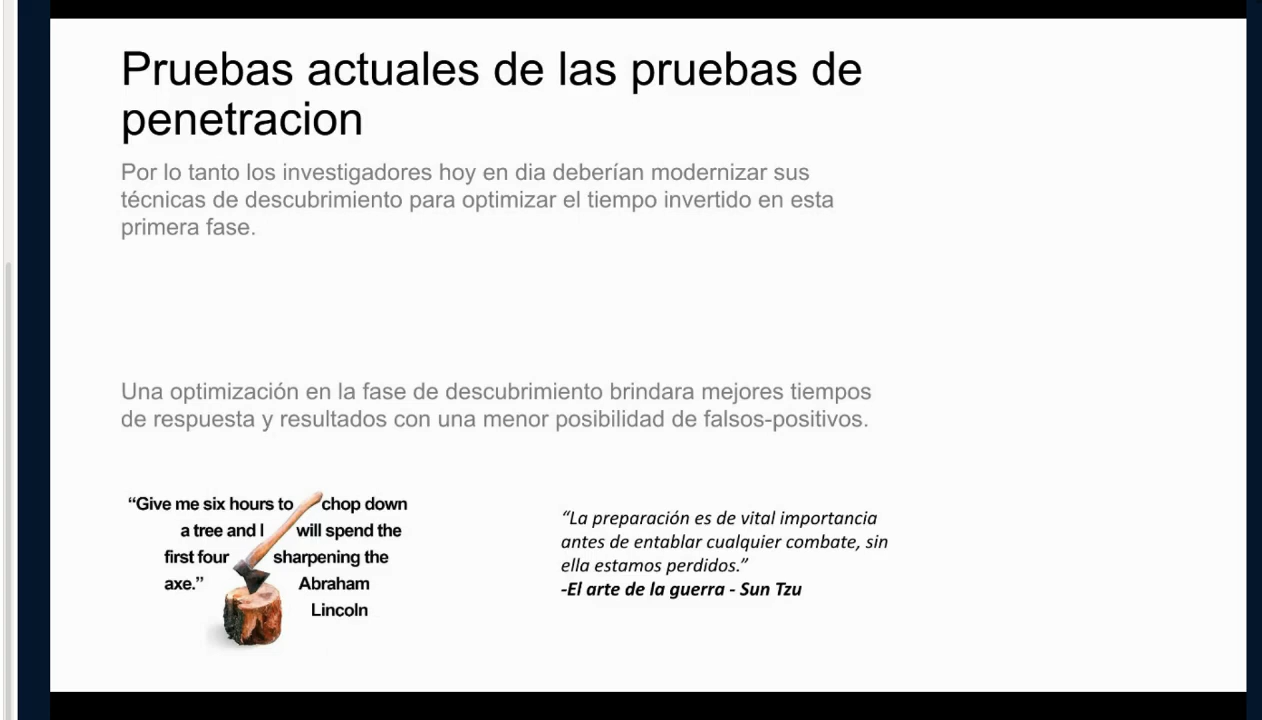 Pruebas actuales de las pruebas de
penetracion
Por lo tanto los investigadores hoy en dia deberían modernizar sus
técnicas de descubrimiento para optimizar el tiempo invertido en esta
primera fase.
Una optimización en la fase de descubrimiento brindara mejores tiempos
de respuesta y resultados con una menor posibilidad de falsos-positivos.
“Give me six hours to chop down
a tree and I will spend the
first four sharpening the
axe.” Abraham
Lincoln
“La preparación es de vital importancia
antes de entablar cualquier combate, sin
ella estamos perdidos.”
-El arte de la guerra - Sun Tzu